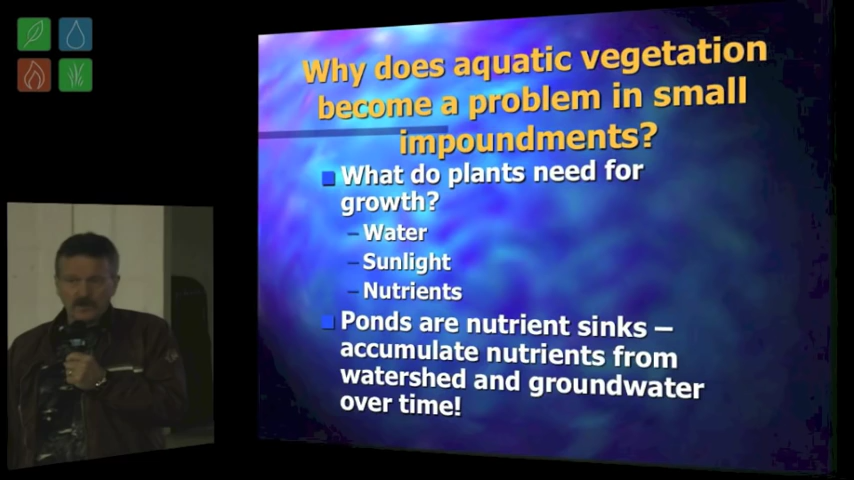 Why does aquatic vegetation
become a problem in small
impoundments?
■ What do plants need for
growth?
– Water
– Sunlight
– Nutrients
■ Ponds are nutrient sinks –
accumulate nutrients from
watershed and groundwater
over time!